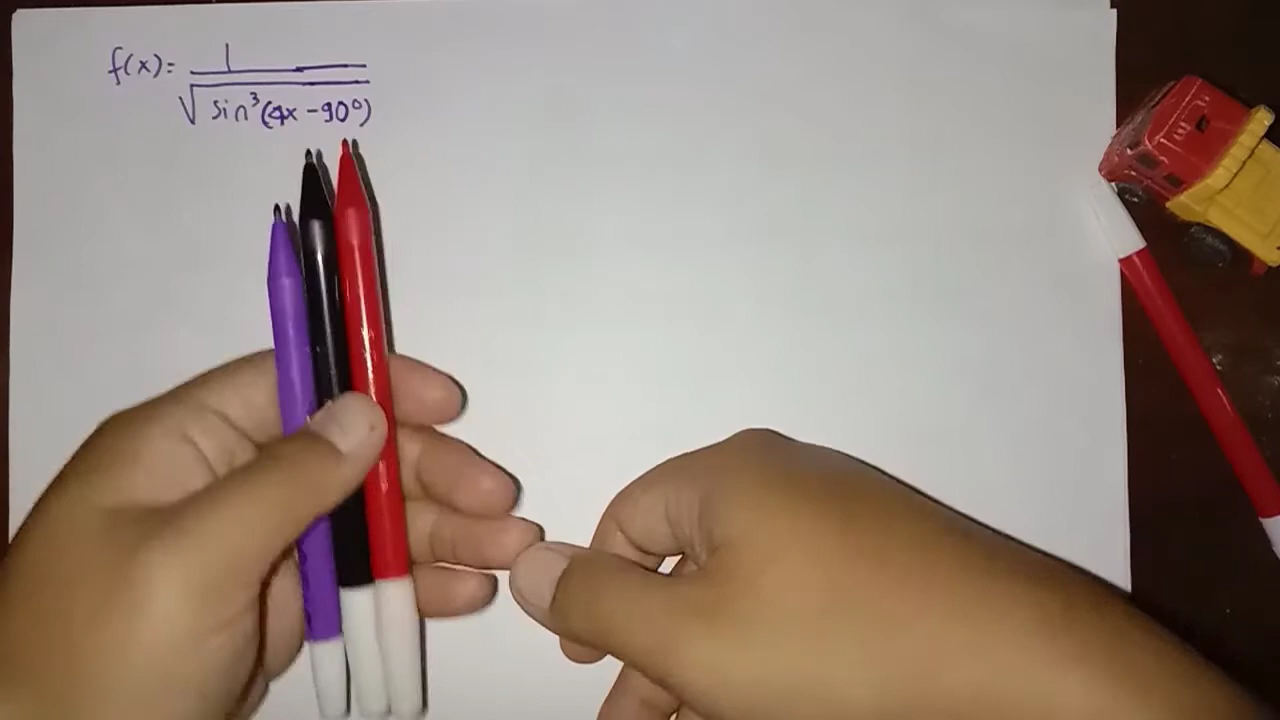 f(x) = 1
√sin³(4x - 90°)